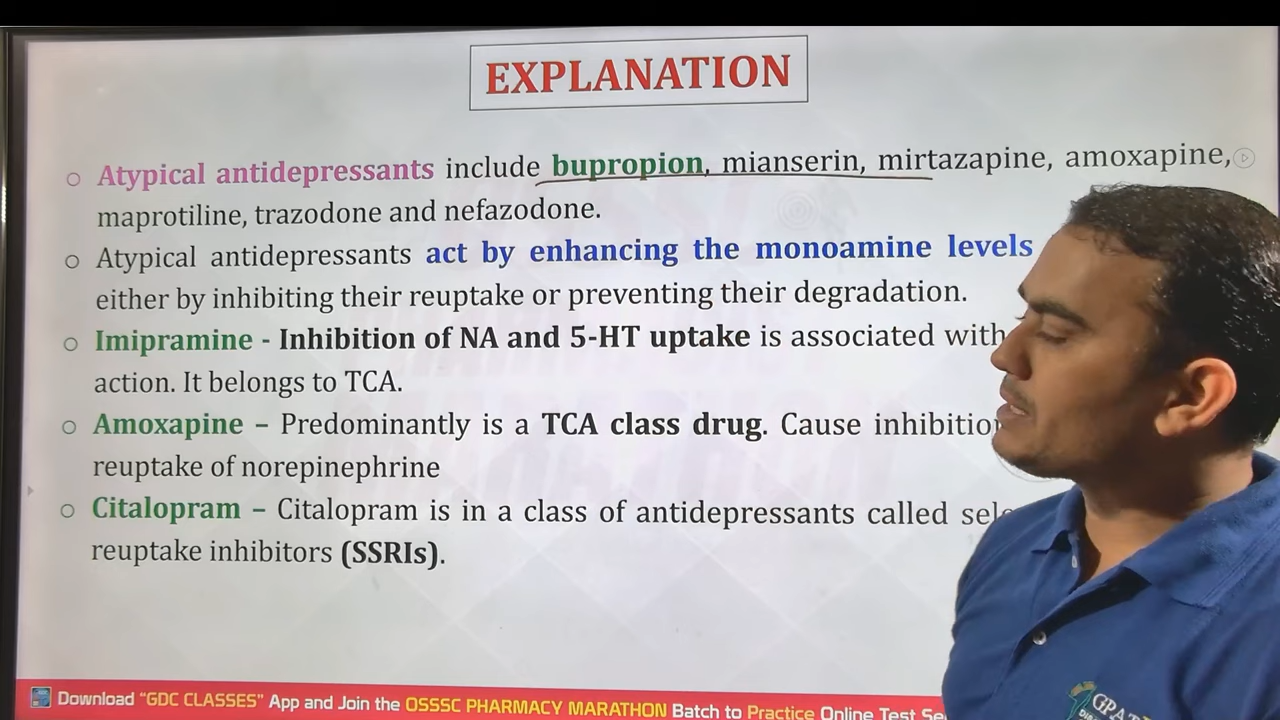 EXPLANATION
Atypical antidepressants include bupropion, mianserin, mirtazapine, amoxapine,
maprotiline, trazodone and nefazodone.
Atypical antidepressants act by enhancing the monoamine levels
either by inhibiting their reuptake or preventing their degradation.
Imipramine - Inhibition of NA and 5-HT uptake is associated with
action. It belongs to TCA.
Amoxapine – Predominantly is a TCA class drug. Cause
reuptake of norepinephrine
Citalopram – Citalopram is in a class of antidepressants called
reuptake inhibitors (SSRIs).
Download "GDC CLASSES" App and Join the OSSSC PHARMACY MARATHON Batch to Practice Online Test